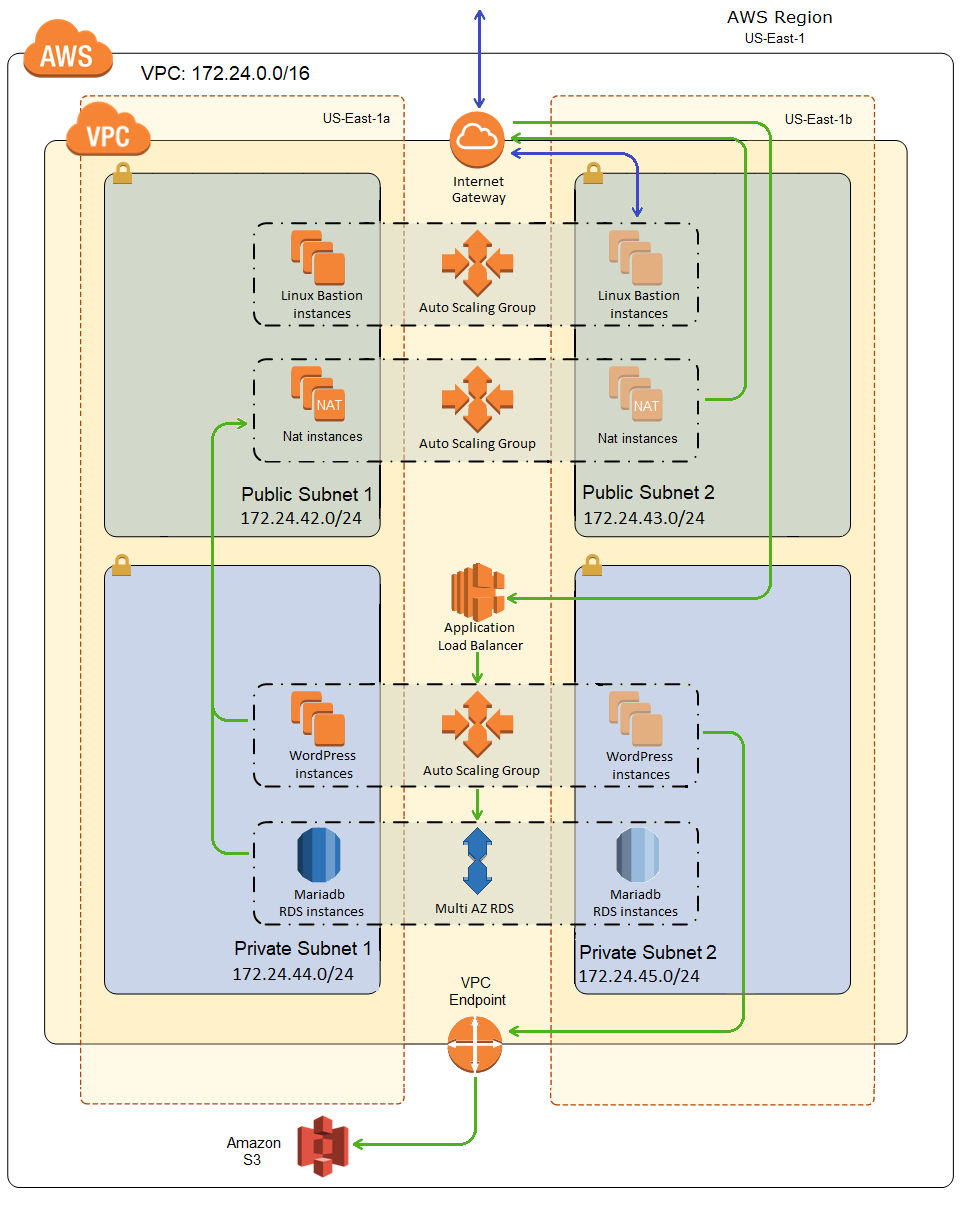 AWS Region
US-East-1
AWS
VPC: 172.24.0.0/16
US-East-1a
US-East-1b
VPC
Internet
Gateway
Linux Bastion
instances
Auto Scaling Group
Linux Bastion
instances
NAT
Nat instances
Auto Scaling Group
NAT
Nat instances
Public Subnet 1
172.24.42.0/24
Public Subnet 2
172.24.43.0/24
Application
Load Balancer
WordPress
instances
Auto Scaling Group
WordPress
instances
Mariadb
RDS instances
Multi AZ RDS
Mariadb
RDS instances
Private Subnet 1
172.24.44.0/24
Private Subnet 2
172.24.45.0/24
VPC
Endpoint
Amazon
S3